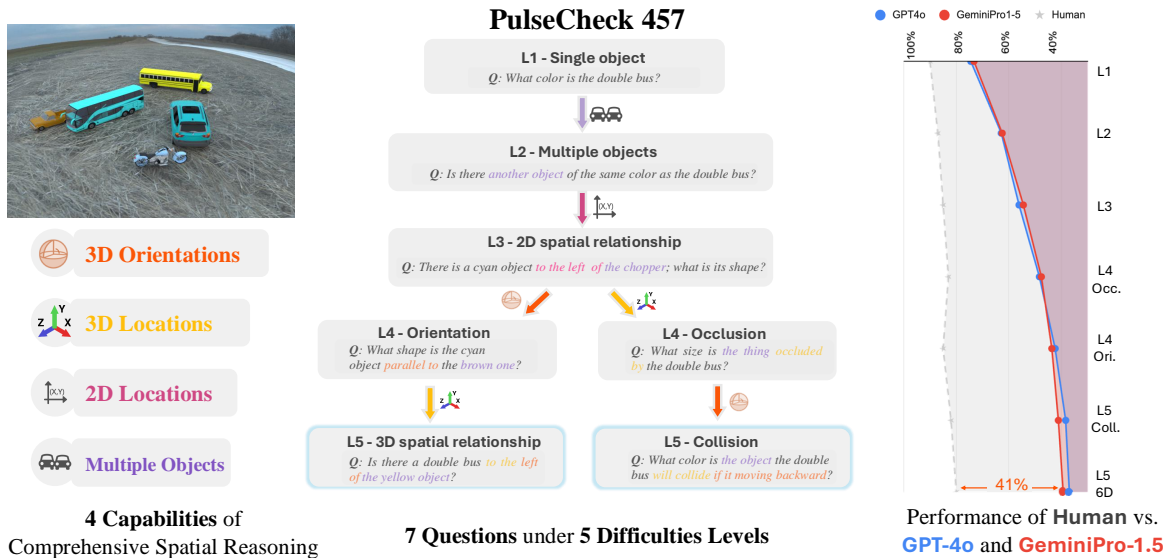 PulseCheck 457
L1 - Single object
Q: What color is the double bus?
L2 - Multiple objects
Q: Is there another object of the same color as the double bus?
(X,Y)
L3 - 2D spatial relationship
Q: There is a cyan object to the left of the chopper; what is its shape?
Z Y X
L4 - Orientation
Q: What shape is the cyan
object parallel to the brown one?
L4 - Occlusion
Q: What size is the thing occluded
by the double bus?
Z Y X
L5 - 3D spatial relationship
Q: Is there a double bus to the left
of the yellow object?
L5 - Collision
Q: What color is the object the double
bus will collide if it moving backward?
7 Questions under 5 Difficulties Levels
3D Orientations
Z Y X
3D Locations
(X,Y)
2D Locations
Multiple Objects
4 Capabilities of
Comprehensive Spatial Reasoning
GPT4o GeminiPro1-5 Human
100% 80% 60% 40%
L1
L2
L3
L4
Occ.
L4
Ori.
L5
Coll.
L5
6D
41%
Performance of Human vs.
GPT-4o and GeminiPro-1.5